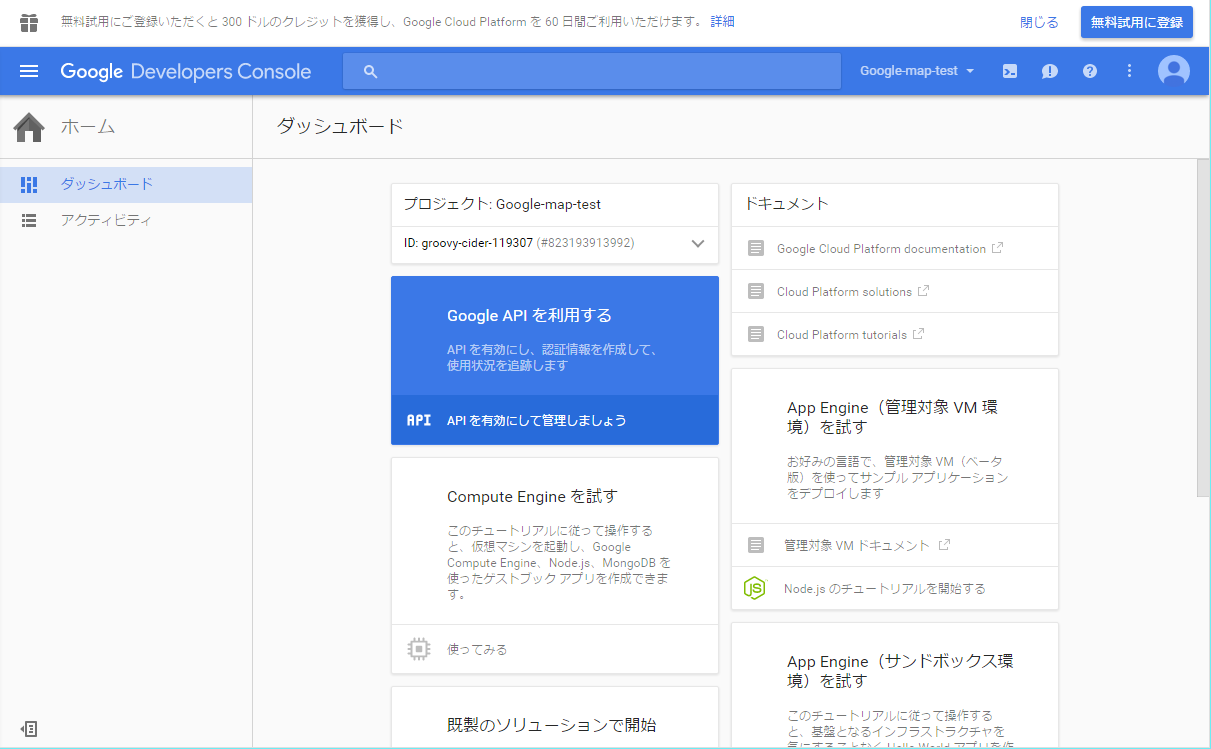 無料試用にご登録いただくと 300 ドルのクレジットを獲得し、Google Cloud Platform を 60 日間ご利用いただけます。 詳細
閉じる
無料試用に登録
Google Developers Console
Google-map-test
ホーム
ダッシュボード
アクティビティ
ダッシュボード
プロジェクト: Google-map-test
ID: groovy-cider-119307 (#823193913992)
Google API を利用する
API を有効にし、認証情報を作成して、
使用状況を追跡します
API API を有効にして管理しましょう
Compute Engine を試す
このチュートリアルに従って操作する
と、仮想マシンを起動し、Google
Compute Engine、Node.js、MongoDB を
使ったゲストブック アプリを作成できま
す。
使ってみる
既製のソリューションで開始
ドキュメント
Google Cloud Platform documentation
Cloud Platform solutions
Cloud Platform tutorials
App Engine（管理対象 VM 環
境）を試す
お好みの言語で、管理対象 VM（ベータ
版）を使ってサンプル アプリケーション
をデプロイします
管理対象 VM ドキュメント
JS Node.js のチュートリアルを開始する
App Engine（サンドボックス環
境）を試す
このチュートリアルに従って操作する
と、基盤となるインフラストラクチャを
気にすることなく Hello World アプリを作